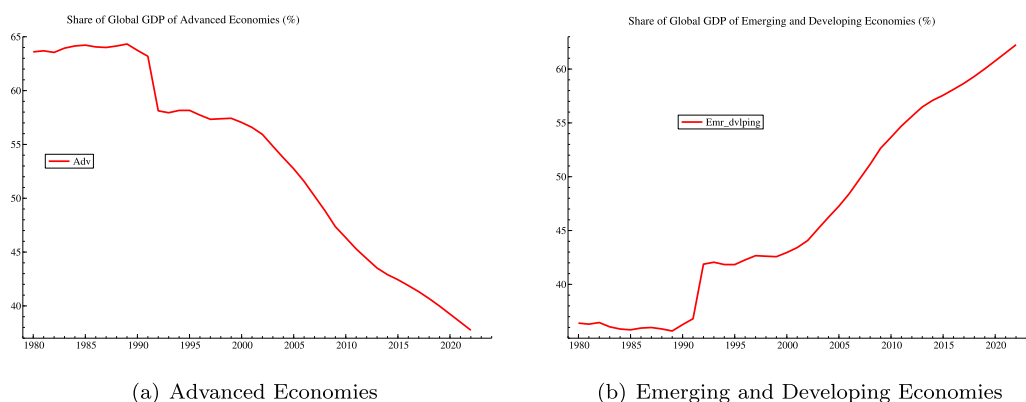 Share of Global GDP of Advanced Economies (%)
65
60
55
50
45
40
Adv
1980 1985 1990 1995 2000 2005 2010 2015 2020
(a) Advanced Economies
Share of Global GDP of Emerging and Developing Economies (%)
60
55
50
45
40
Emr_dvlping
1980 1985 1990 1995 2000 2005 2010 2015 2020
(b) Emerging and Developing Economies